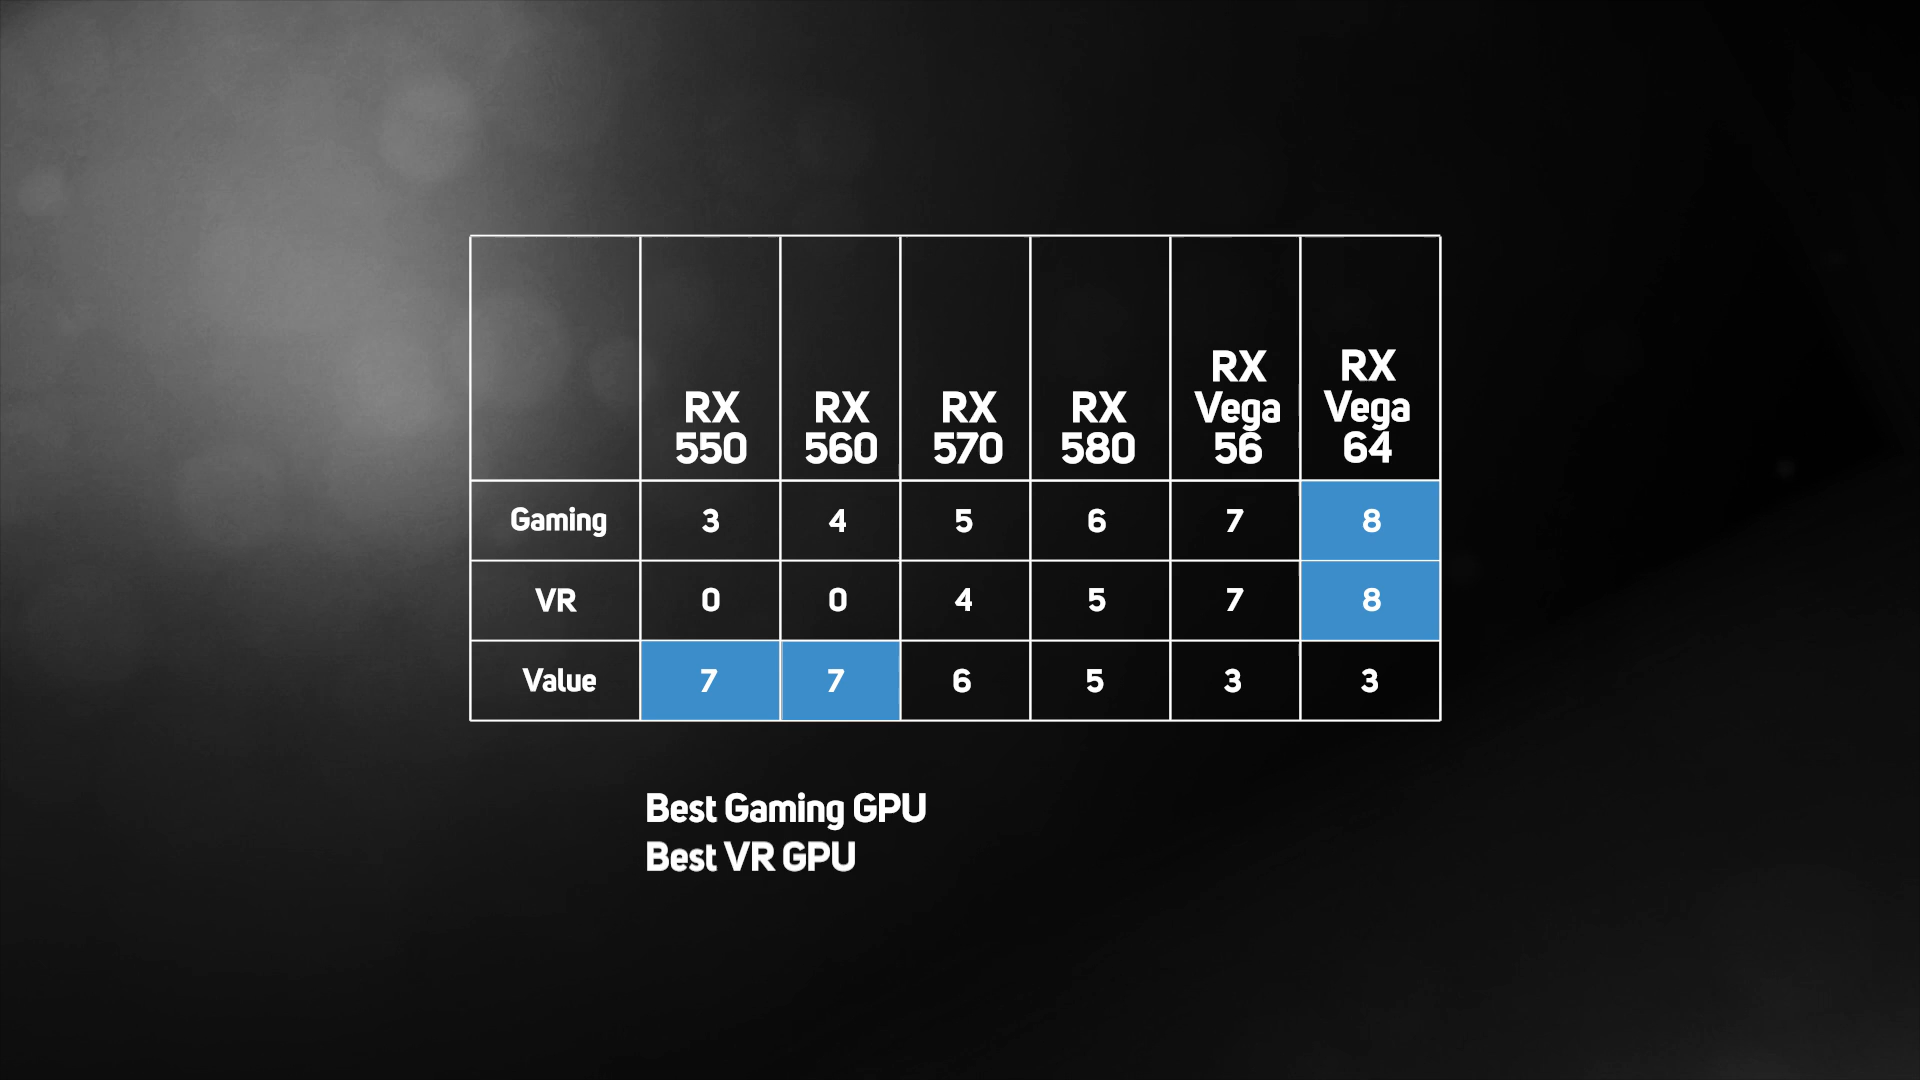 RX 550 RX 560 RX 570 RX 580 RX Vega 56 RX Vega 64
Gaming 3 4 5 6 7 8
VR 0 0 4 5 7 8
Value 7 7 6 5 3 3
Best Gaming GPU
Best VR GPU